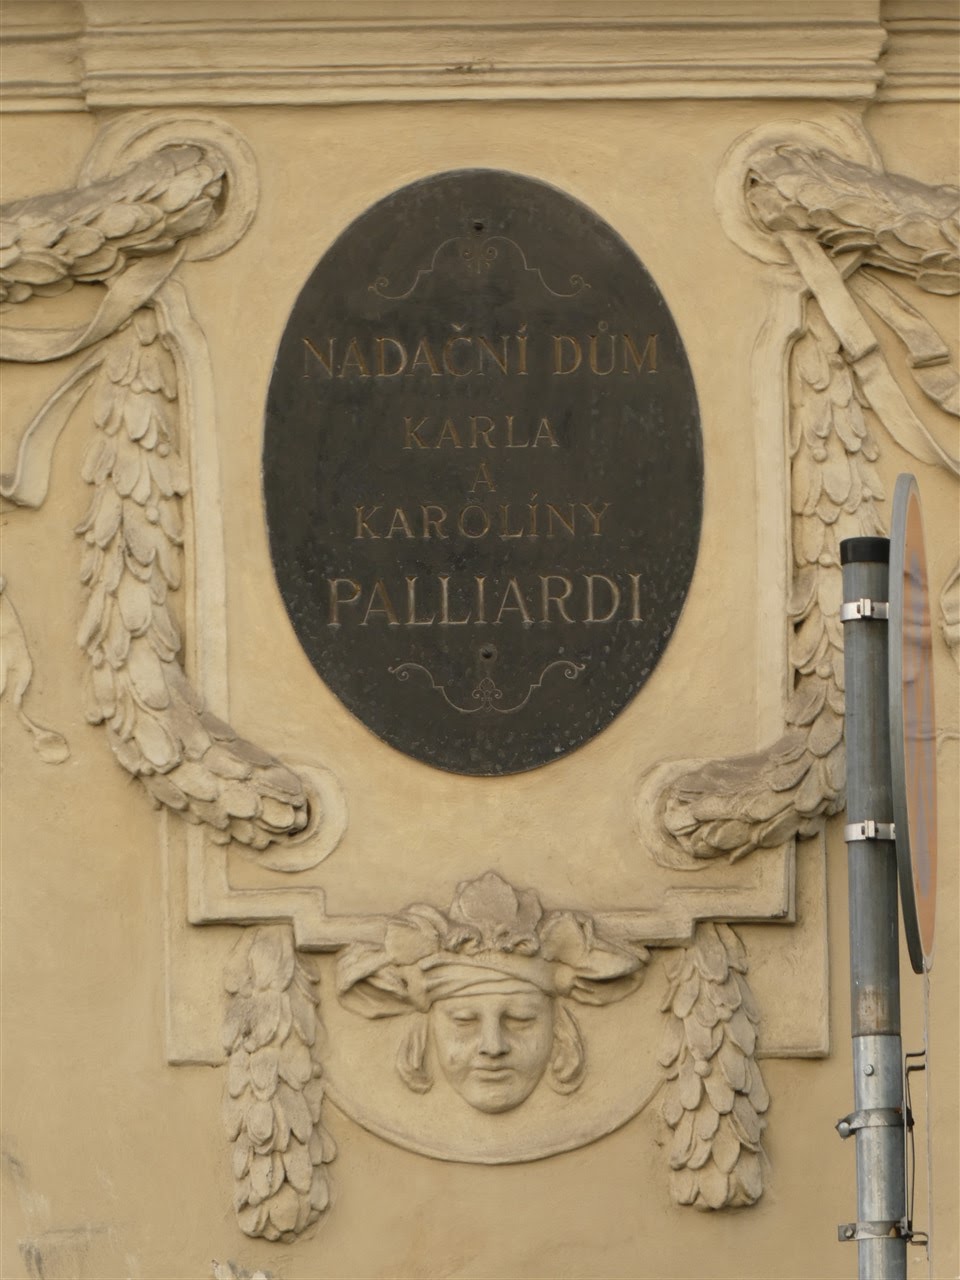 NADAČNÍ DŮM
KARLA
A
KAROLÍNY
PALLIARDI